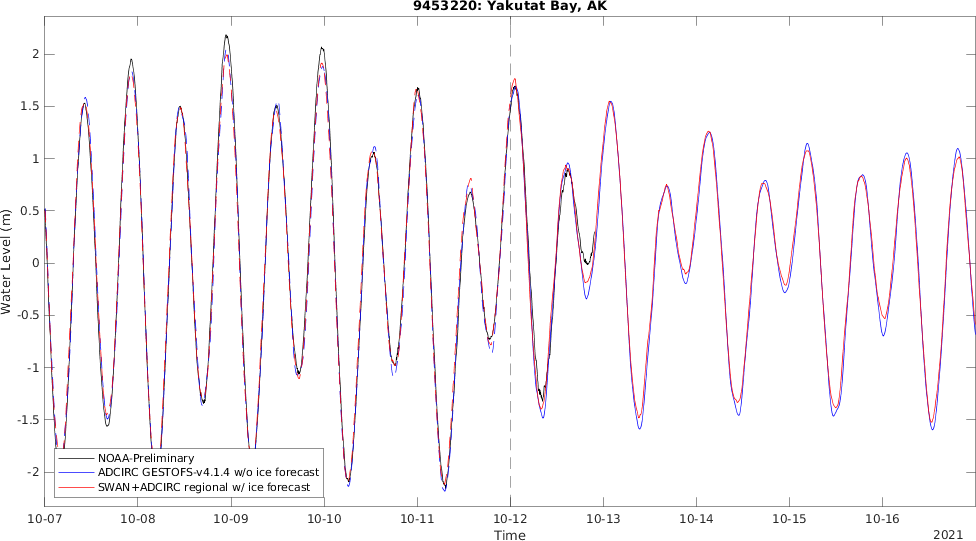 9453220: Yakutat Bay, AK
Water Level (m)
2
1.5
1
0.5
0
-0.5
-1
-1.5
-2
NOAA-Preliminary
ADCIRC GESTOFS-v4.1.4 w/o ice forecast
SWAN+ADCIRC regional w/ ice forecast
10-07 10-08 10-09 10-10 10-11 10-12 10-13 10-14 10-15 10-16
Time
2021